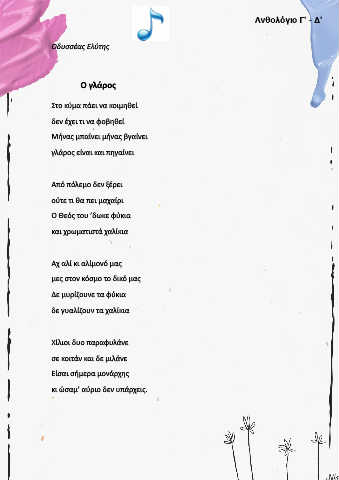 Ανθολόγιο Γ' - Δ'
Οδυσσέας Ελύτης
Ο γλάρος
Στο κύμα πάει να κοιμηθεί
δεν έχει τι να φοβηθεί
Μήνας μπαίνει μήνας βγαίνει
γλάρος είναι και πηγαίνει
Από πόλεμο δεν ξέρει
ούτε τι θα πει μαχαίρι
Ο Θεός του 'δωκε φύκια
και χρωματιστά χαλίκια
Αχ αλί κι αλίμονό μας
μες στον κόσμο το δικό μας
Δε μυρίζουνε τα φύκια
δε γυαλίζουν τα χαλίκια
Χίλιοι δυο παραφυλάνε
σε κοιτάν και δε μιλάνε
Είσαι σήμερα μονάρχης
κι ώσαμ' αύριο δεν υπάρχεις.